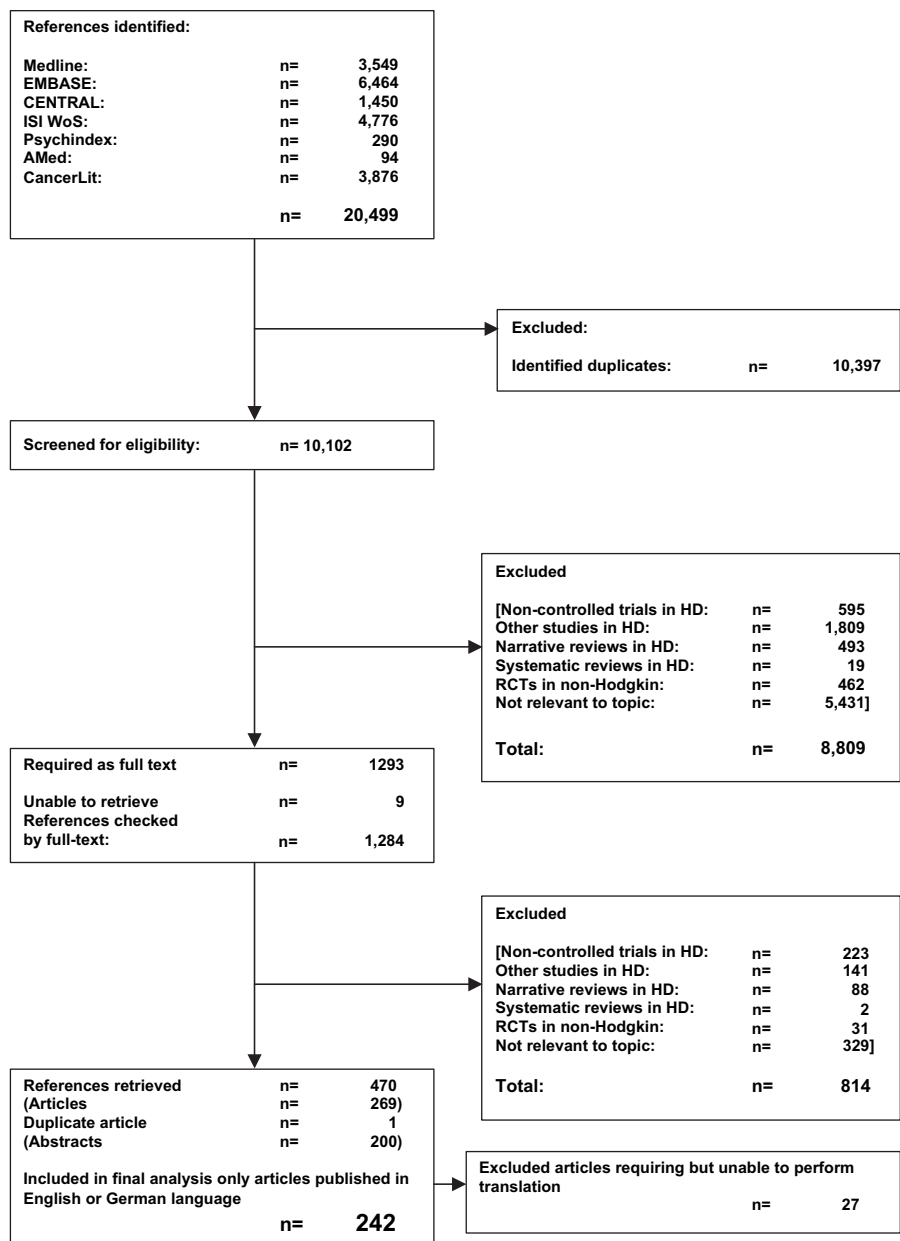 References identified:
Medline: n= 3,549
EMBASE: n= 6,464
CENTRAL: n= 1,450
ISI WoS: n= 4,776
Psychindex: n= 290
AMed: n= 94
CancerLit: n= 3,876
n= 20,499
Excluded:
Identified duplicates: n= 10,397
Screened for eligibility: n= 10,102
Excluded
[Non-controlled trials in HD: n= 595
Other studies in HD: n= 1,809
Narrative reviews in HD: n= 493
Systematic reviews in HD: n= 19
RCTs in non-Hodgkin: n= 462
Not relevant to topic: n= 5,431]
Total: n= 8,809
Required as full text n= 1293
Unable to retrieve n= 9
References checked
by full-text: n= 1,284
Excluded
[Non-controlled trials in HD: n= 223
Other studies in HD: n= 141
Narrative reviews in HD: n= 88
Systematic reviews in HD: n= 2
RCTs in non-Hodgkin: n= 31
Not relevant to topic: n= 329]
Total: n= 814
References retrieved n= 470
(Articles n= 269)
Duplicate article n= 1
(Abstracts n= 200)
Included in final analysis only articles published in
English or German language
n= 242
Excluded articles requiring but unable to perform
translation
n= 27